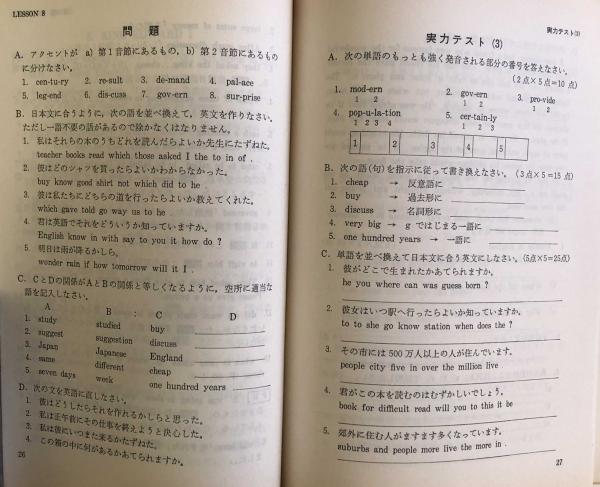 LESSON 8
問題
A. アクセントが a) 第1音節にあるもの, b) 第2音節にあるもの
に分けなさい。
1. cen-tu-ry 2. re-sult 3. de-mand 4. pal-ace
5. leg-end 6. dis-cuss 7. gov-ern 8. sur-prise
B. 日本文に合うように, 次の語を並べ換えて, 英文を作りなさい。
ただし一語不要の語があるので除かなくはなりません。
1. 私はそれらの本のうちどれを読んだらよいか先生にたずねた。
teacher books read which those asked I the to in of .
2. 彼はどのシャツを買ったらよいかわからなかった。
buy know good shirt not which did to he .
3. 彼は私たちにどちらの道を行ったらよいか教えてくれた。
which gave told go way us to he
4. 君は英語でそれをどういうか知っていますか。
English know in with say to you it how do ?
5. 明日は雨が降るかしら。
wonder rain if how tomorrow will it I .
C. CとDの関係がAとBの関係と等しくなるように, 空所に適当な
語を記入しなさい。
A B : C D
1. study studied buy
2. suggest suggestion discuss
3. Japan Japanese England
4. same different cheap
5. seven days week one hundred years
D. 次の文を英語に直しなさい。
1. 彼はどうしたらそれを作れるかしらと思った。
2. 私は正午前にその仕事を終えようと決心した。
3. 私は彼にいつまた来るかたずねた。
4. この箱の中に何があるかあてられますか。
26
実力テスト(3)
実力テスト (3)
A. 次の単語のもっとも強く発音される部分の番号を答えなさい。
(2点×5=10点)
1. mod-ern 2. gov-ern 3. pro-vide
1 2 1 2 1 2
4. pop-u-la-tion 5. cer-tain-ly
1 2 3 4 1 2 3
1 2 3 4 5
B. 次の語(句)を指示に従って書き換えなさい。(3点×5=15点)
1. cheap → 反意語に
2. buy → 過去形に
3. discuss → 名詞形に
4. very big → g ではじまる一語に
5. one hundred years → 一語に
C. 単語を並べ換えて日本文に合う英文にしなさい。(5点×5=25点)
1. 彼がどこで生まれたかあてられますか。
he you where can was guess born ?
2. 彼女はいつ駅へ行ったらよいか知っていますか。
to to she go know station when does the ?
3. その市には 500 万人以上の人が住んでいます。
people city five in over the million live .
4. 君がこの本を読むのはむずかしいでしょう。
book for difficult read will you to this it be
5. 郊外に住む人がますます多くなっています。
suburbs and people more live the more in .
27